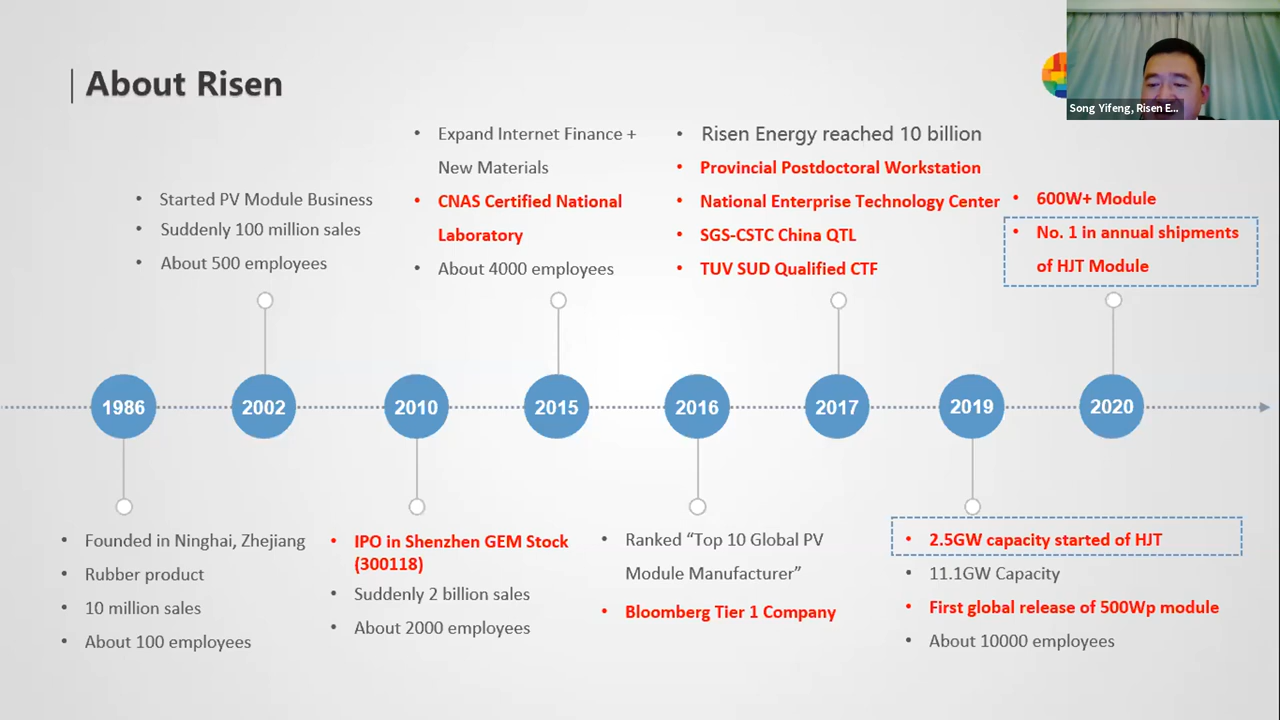 About Risen
Song Yifeng, Risen E...
• Started PV Module Business
• Suddenly 100 million sales
• About 500 employees
• Expand Internet Finance +
New Materials
• CNAS Certified National
Laboratory
• About 4000 employees
• Risen Energy reached 10 billion
• Provincial Postdoctoral Workstation
• National Enterprise Technology Center
• SGS-CSTC China QTL
• TUV SUD Qualified CTF
• 600W+ Module
• No. 1 in annual shipments
of HJT Module
1986
2002
2010
2015
2016
2017
2019
2020
• Founded in Ninghai, Zhejiang
• Rubber product
• 10 million sales
• About 100 employees
• IPO in Shenzhen GEM Stock
(300118)
• Suddenly 2 billion sales
• About 2000 employees
• Ranked “Top 10 Global PV
Module Manufacturer”
• Bloomberg Tier 1 Company
• 2.5GW capacity started of HJT
• 11.1GW Capacity
• First global release of 500Wp module
• About 10000 employees